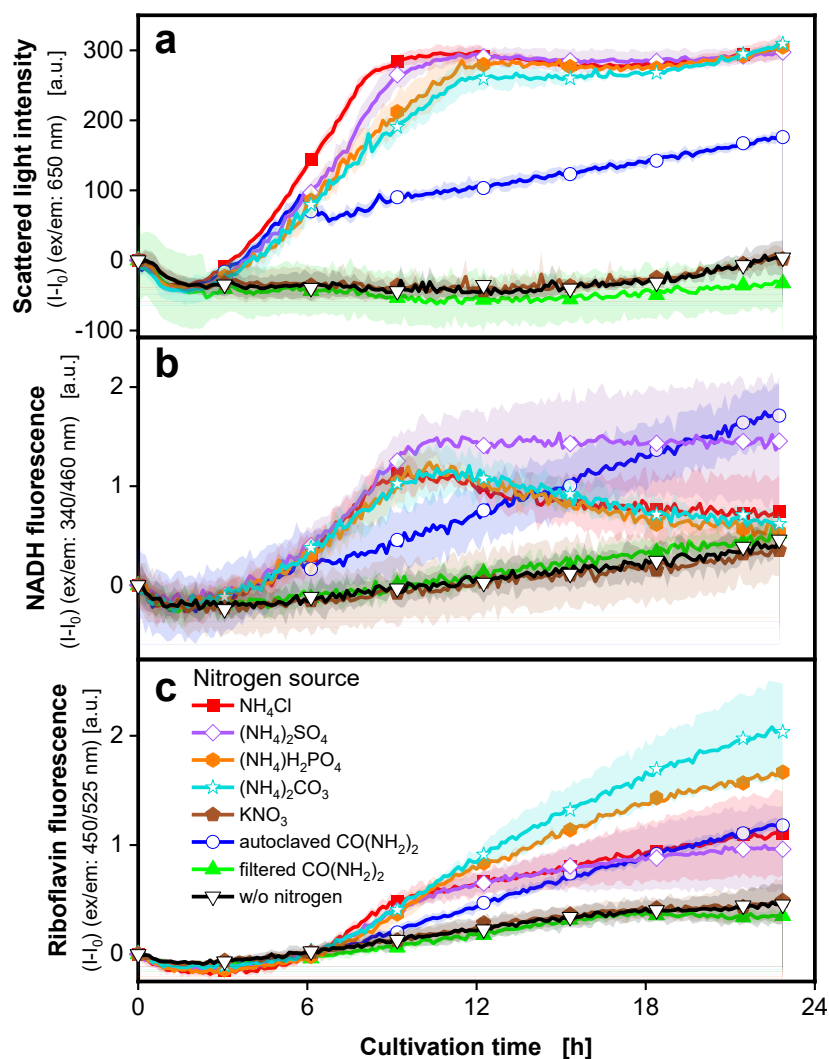 a
300
200
100
0
-100
Scattered light intensity
(I-I₀) (ex/em: 650 nm) [a.u.]
b
2
1
0
NADH fluorescence
(I-I₀) (ex/em: 340/460 nm) [a.u.]
c
Nitrogen source
NH₄Cl
(NH₄)₂SO₄
(NH₄)H₂PO₄
(NH₄)₂CO₃
KNO₃
autoclaved CO(NH₂)₂
filtered CO(NH₂)₂
w/o nitrogen
2
1
0
Riboflavin fluorescence
(I-I₀) (ex/em: 450/525 nm) [a.u.]
0 6 12 18 24
Cultivation time [h]